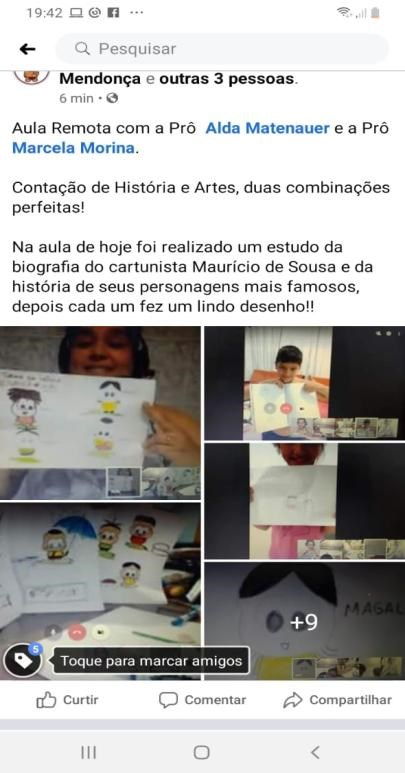 19:42
Pesquisar
Mendonça e outras 3 pessoas.
6 min
Aula Remota com a Prô Alda Matenauer e a Prô
Marcela Morina.
Contação de História e Artes, duas combinações
perfeitas!
Na aula de hoje foi realizado um estudo da
biografia do cartunista Maurício de Sousa e da
história de seus personagens mais famosos,
depois cada um fez um lindo desenho!!
+9
MAGAL
5
Toque para marcar amigos
Curtir
Comentar
Compartilhar